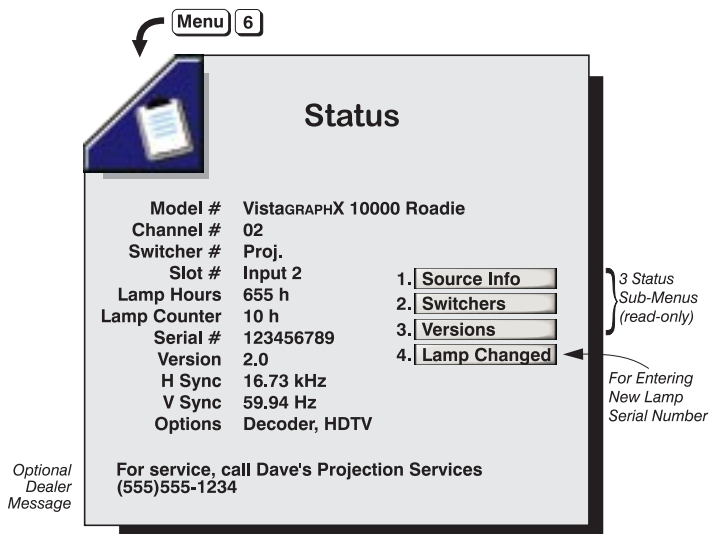 Menu 6
Status
Model # VistaGRAPHX 10000 Roadie
Channel # 02
Switcher # Proj.
Slot # Input 2
Lamp Hours 655 h
Lamp Counter 10 h
Serial # 123456789
Version 2.0
H Sync 16.73 kHz
V Sync 59.94 Hz
Options Decoder, HDTV
1. Source Info
2. Switchers
3. Versions
4. Lamp Changed
3 Status
Sub-Menus
(read-only)
For Entering
New Lamp
Serial Number
Optional
Dealer
Message
For service, call Dave's Projection Services
(555)555-1234